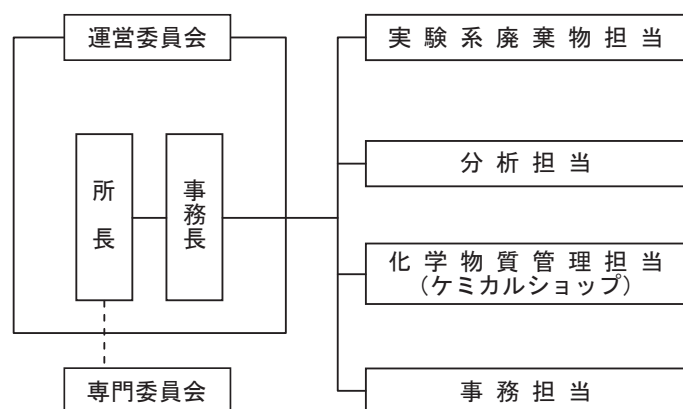 運営委員会
所長
事務長
専門委員会
実験系廃棄物担当
分析担当
化学物質管理担当
(ケミカルショップ)
事務担当